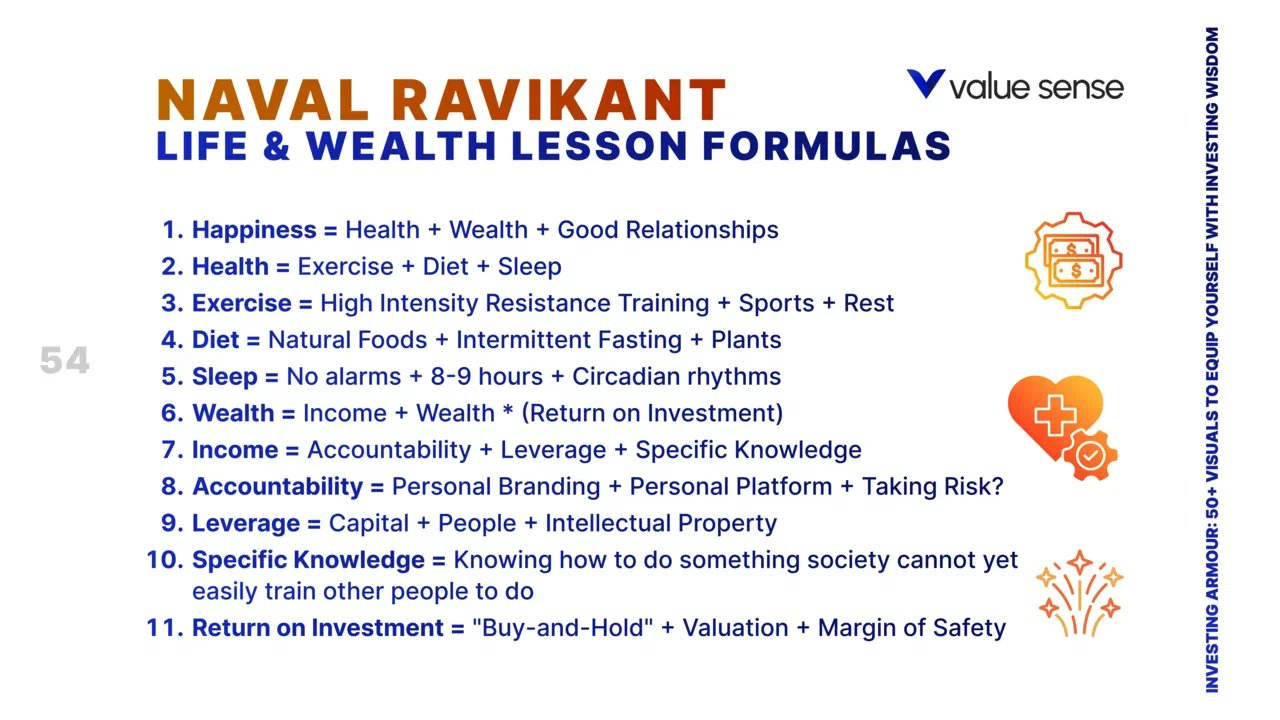 NAVAL RAVIKANT
LIFE & WEALTH LESSON FORMULAS
value sense
1. Happiness = Health + Wealth + Good Relationships
2. Health = Exercise + Diet + Sleep
3. Exercise = High Intensity Resistance Training + Sports + Rest
4. Diet = Natural Foods + Intermittent Fasting + Plants
5. Sleep = No alarms + 8-9 hours + Circadian rhythms
6. Wealth = Income + Wealth * (Return on Investment)
7. Income = Accountability + Leverage + Specific Knowledge
8. Accountability = Personal Branding + Personal Platform + Taking Risk?
9. Leverage = Capital + People + Intellectual Property
10. Specific Knowledge = Knowing how to do something society cannot yet
easily train other people to do
11. Return on Investment = "Buy-and-Hold" + Valuation + Margin of Safety
54
$
$
INVESTING ARMOUR: 50+ VISUALS TO EQUIP YOURSELF WITH INVESTING WISDOM